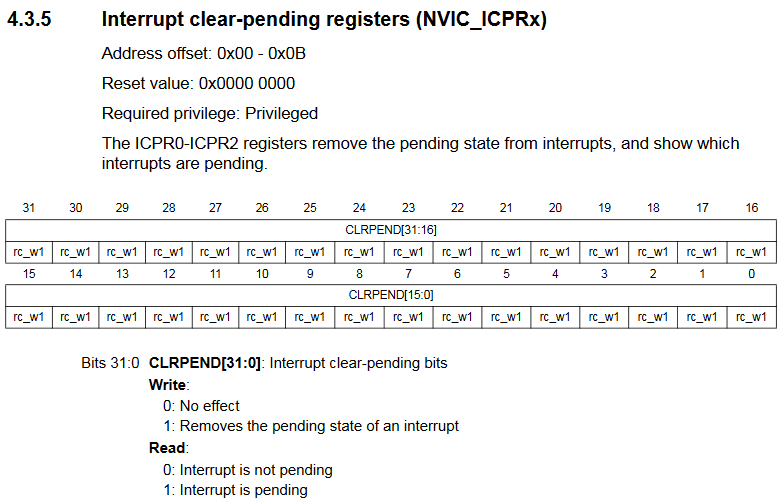 4.3.5 Interrupt clear-pending registers (NVIC_ICPRx)
Address offset: 0x00 - 0x0B
Reset value: 0x0000 0000
Required privilege: Privileged
The ICPR0-ICPR2 registers remove the pending state from interrupts, and show which
interrupts are pending.
31 30 29 28 27 26 25 24 23 22 21 20 19 18 17 16
CLRPEND[31:16]
rc_w1 rc_w1 rc_w1 rc_w1 rc_w1 rc_w1 rc_w1 rc_w1 rc_w1 rc_w1 rc_w1 rc_w1 rc_w1 rc_w1 rc_w1 rc_w1
15 14 13 12 11 10 9 8 7 6 5 4 3 2 1 0
CLRPEND[15:0]
rc_w1 rc_w1 rc_w1 rc_w1 rc_w1 rc_w1 rc_w1 rc_w1 rc_w1 rc_w1 rc_w1 rc_w1 rc_w1 rc_w1 rc_w1 rc_w1
Bits 31:0 CLRPEND[31:0]: Interrupt clear-pending bits
Write:
0: No effect
1: Removes the pending state of an interrupt
Read:
0: Interrupt is not pending
1: Interrupt is pending